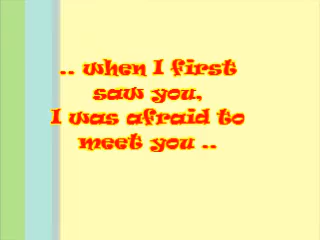 .. when I first
saw you,
I was afraid to
meet you ..